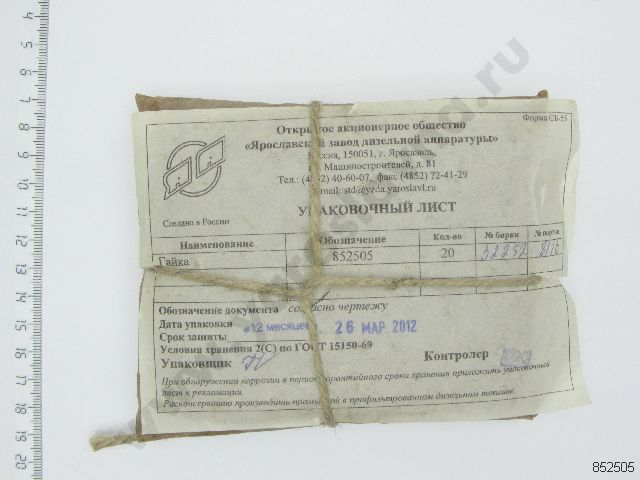 Форма СБ-55
Открытое акционерное общество
«Ярославский завод дизельной аппаратуры»
Россия, 150051, г. Ярославль,
Машиностроителей, д. 81
Тел.: (4852) 40-60-07, факс (4852) 72-41-29
E-mail: std@yzda.yaroslavl.ru
УПАКОВОЧНЫЙ ЛИСТ
Сделано в России
Наименование Обозначение Кол-во № бирки № парти
Гайка 852505 20 32252
Обозначение документа согласно чертежу
Дата упаковки 26 МАР 2012
Срок защиты «12 месяцев»
Условия хранения 2(С) по ГОСТ 15150-69
Упаковщик Контролер
При обнаружении коррозии в период гарантийного срока хранения приложить упаковочный
лист к рекламации.
Расконсервацию производить промывкой в профильтрованном дизельном топливе.
852505